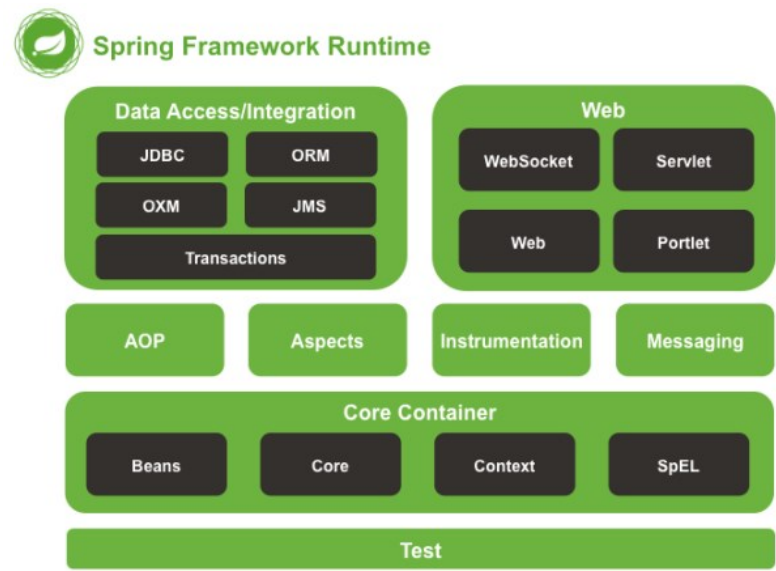 Spring Framework Runtime
Data Access/Integration
JDBC
ORM
OXM
JMS
Transactions
Web
WebSocket
Servlet
Web
Portlet
AOP
Aspects
Instrumentation
Messaging
Core Container
Beans
Core
Context
SpEL
Test